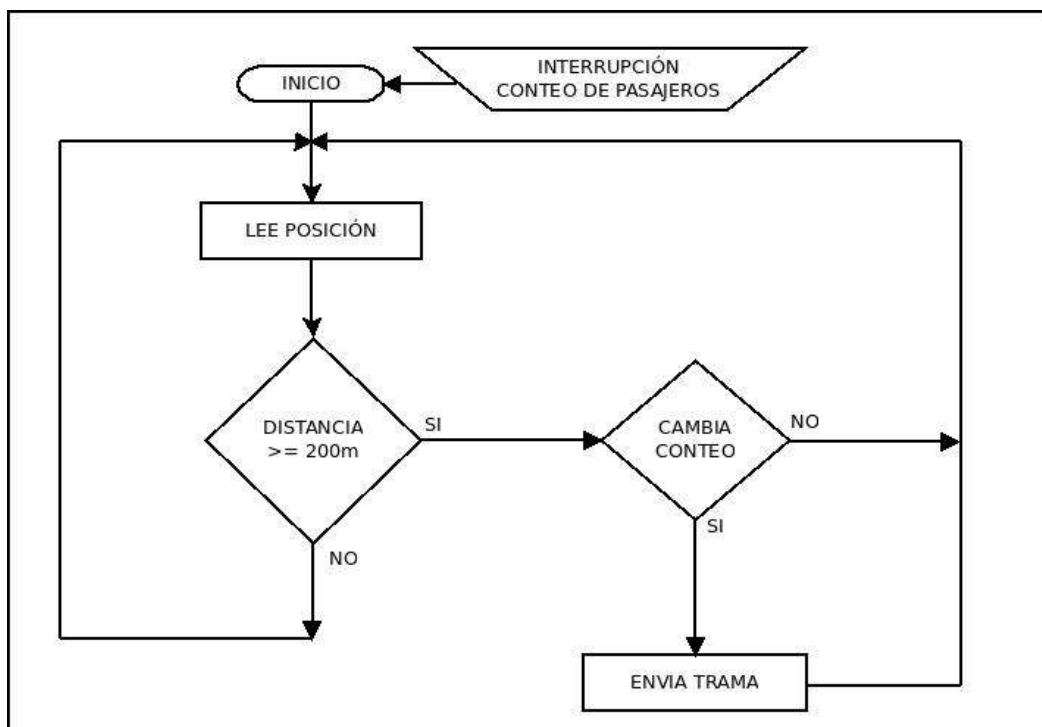 INTERRUPCIÓN
CONTEO DE PASAJEROS
INICIO
LEE POSICIÓN
DISTANCIA
>= 200m
SI
NO
CAMBIA
CONTEO
NO
SI
ENVIA TRAMA